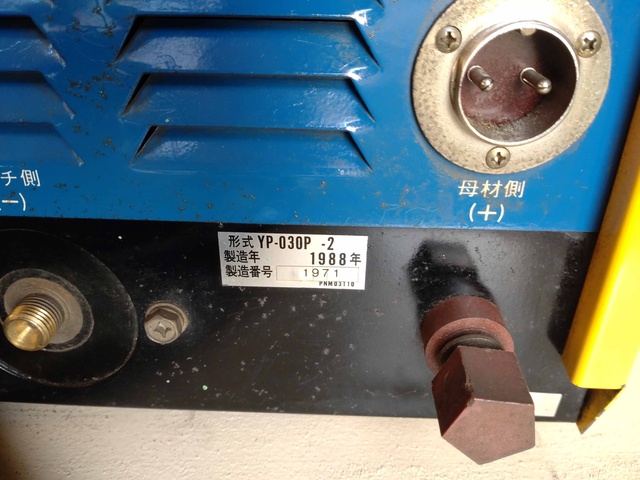 チ側
(−)
母材側
(+)
形式 YP-030P -2
製造年 1988年
製造番号 1971
PNM03110